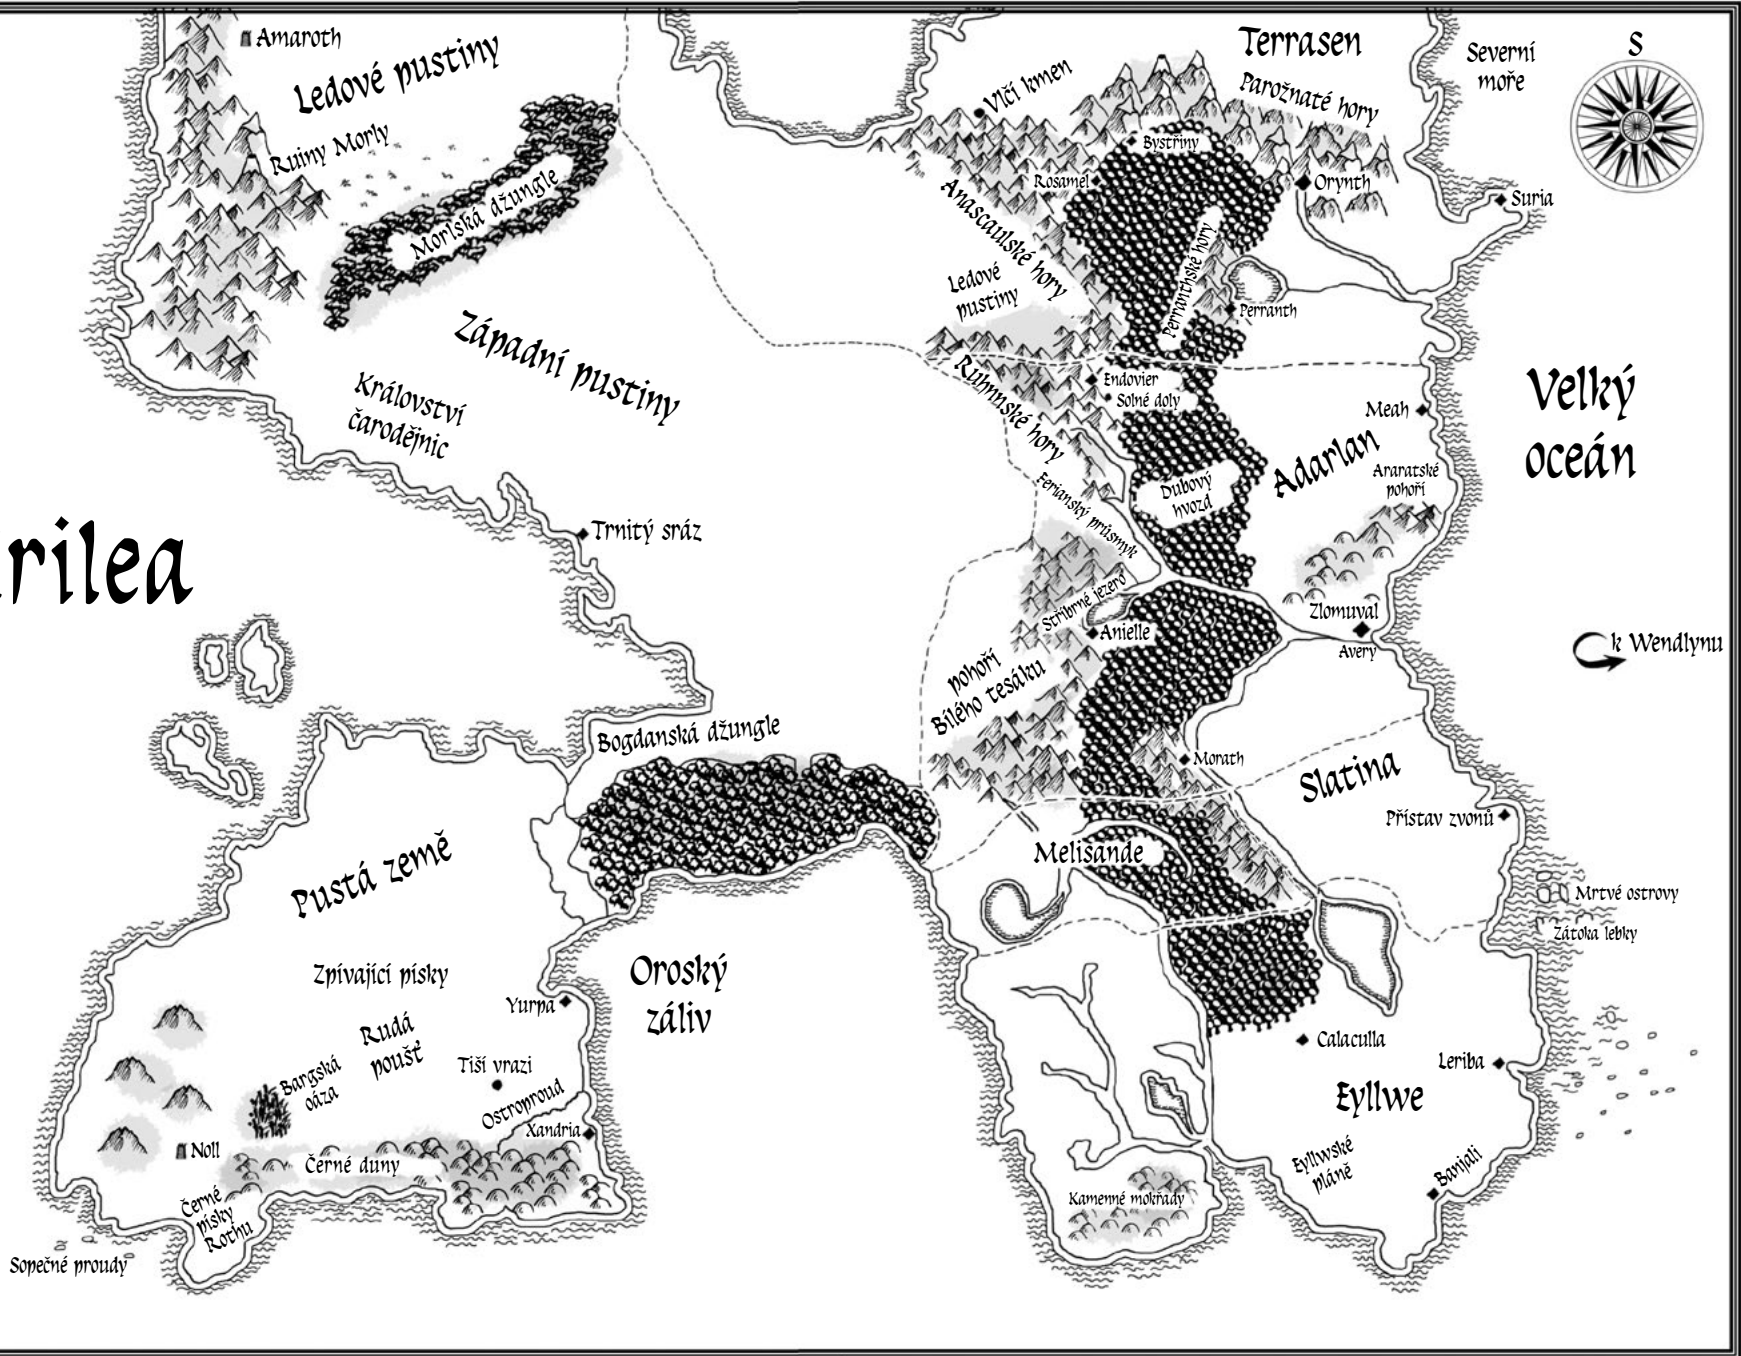 Amaroth
Ledové pustiny
Ruiny Morly
Morlská džungle
Západní pustiny
Království
čarodějnic
Trnitý sráz
rilea
Vlčí kmen
Terrasen
Parožnaté hory
Severní
moře
S
Bystřiny
Rosamel
Orynth
Suria
Anascaulské hory
Perranthské hory
Ledové
pustiny
Perranth
Ruhnnské hory
Endovier
Solné doly
Meah
Adarlan
Velký
oceán
Araratské
pohoří
Dubový
hvozd
Ferianský průsmyk
Stříbrné jezero
Anielle
Zlomuval
Avery
k Wendlynu
pohoří
Bílého tesáku
Morath
Slatina
Přístav zvonů
Bogdanská džungle
Melisande
Mrtvé ostrovy
Zátoka lebky
Pustá země
Zpívající písky
Oroský
záliv
Yurpa
Rudá
poušť
Tiší vrazi
Bargská
oáza
Ostroproud
Xandria
Noll
Černé duny
Černé
písky
Rothu
Sopečné proudy
Calaculla
Leriba
Eyllwe
Eyllwské
pláně
Banjali
Kamenné mokřady